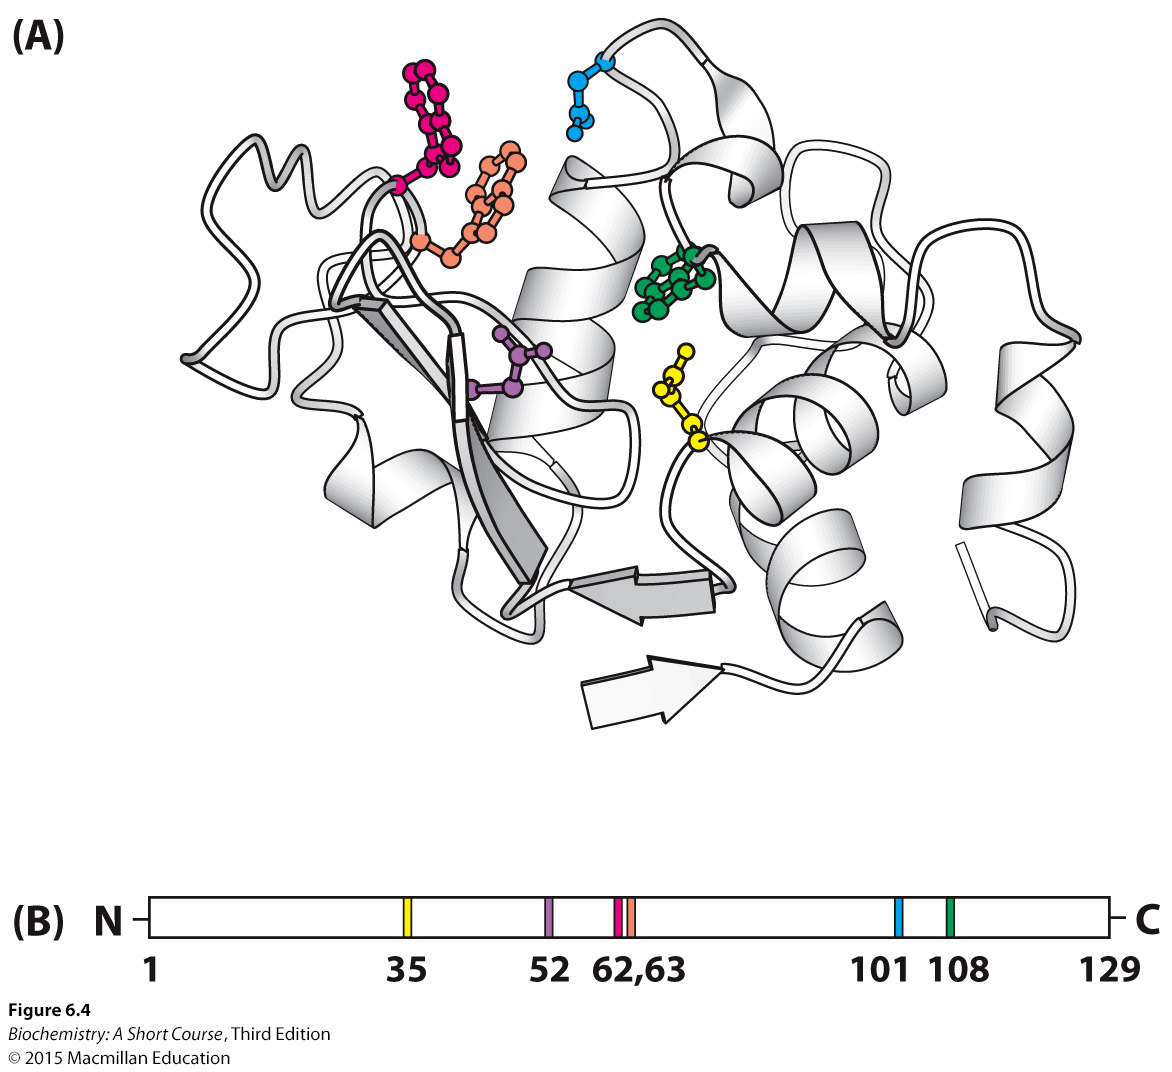 (A)
(B) N C
1 35 52 62,63 101 108 129
Figure 6.4
Biochemistry: A Short Course, Third Edition
© 2015 Macmillan Education